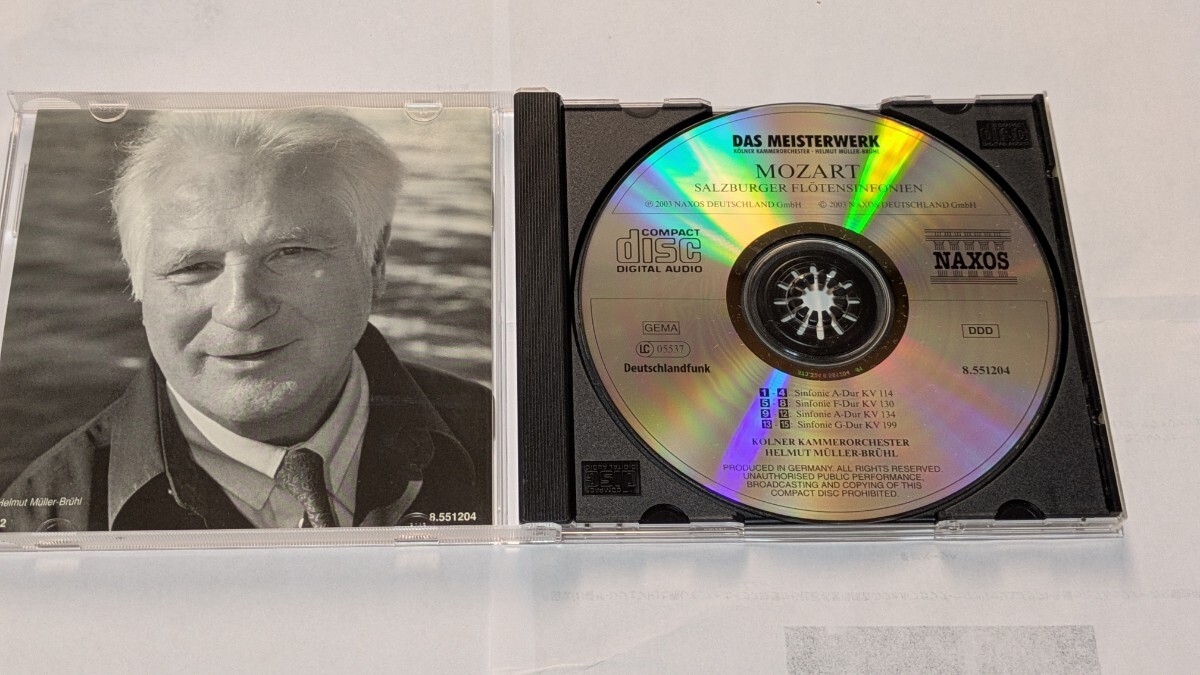 Helmut Müller-Brühl
2
8.551204
DAS MEISTERWERK
KÖLNER KAMMERORCHESTER · HELMUT MÜLLER-BRÜHL
MOZART
SALZBURGER FLÖTENSINFONIEN
℗ 2003 NAXOS DEUTSCHLAND GmbH © 2003 NAXOS DEUTSCHLAND GmbH
COMPACT
disc
DIGITAL AUDIO
NAXOS
GEMA
LC 05537
Deutschlandfunk
DDD
8.551204
1 - 4: Sinfonie A-Dur KV 114
5 - 8: Sinfonie F-Dur KV 130
9 - 12: Sinfonie A-Dur KV 134
13 - 15: Sinfonie G-Dur KV 199
KÖLNER KAMMERORCHESTER
HELMUT MÜLLER-BRÜHL
PRODUCED IN GERMANY. ALL RIGHTS RESERVED.
UNAUTHORISED PUBLIC PERFORMANCE,
BROADCASTING AND COPYING OF THIS
COMPACT DISC PROHIBITED.